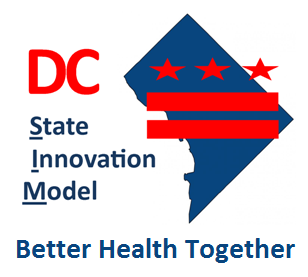 DC
State
Innovation
Model
Better Health Together